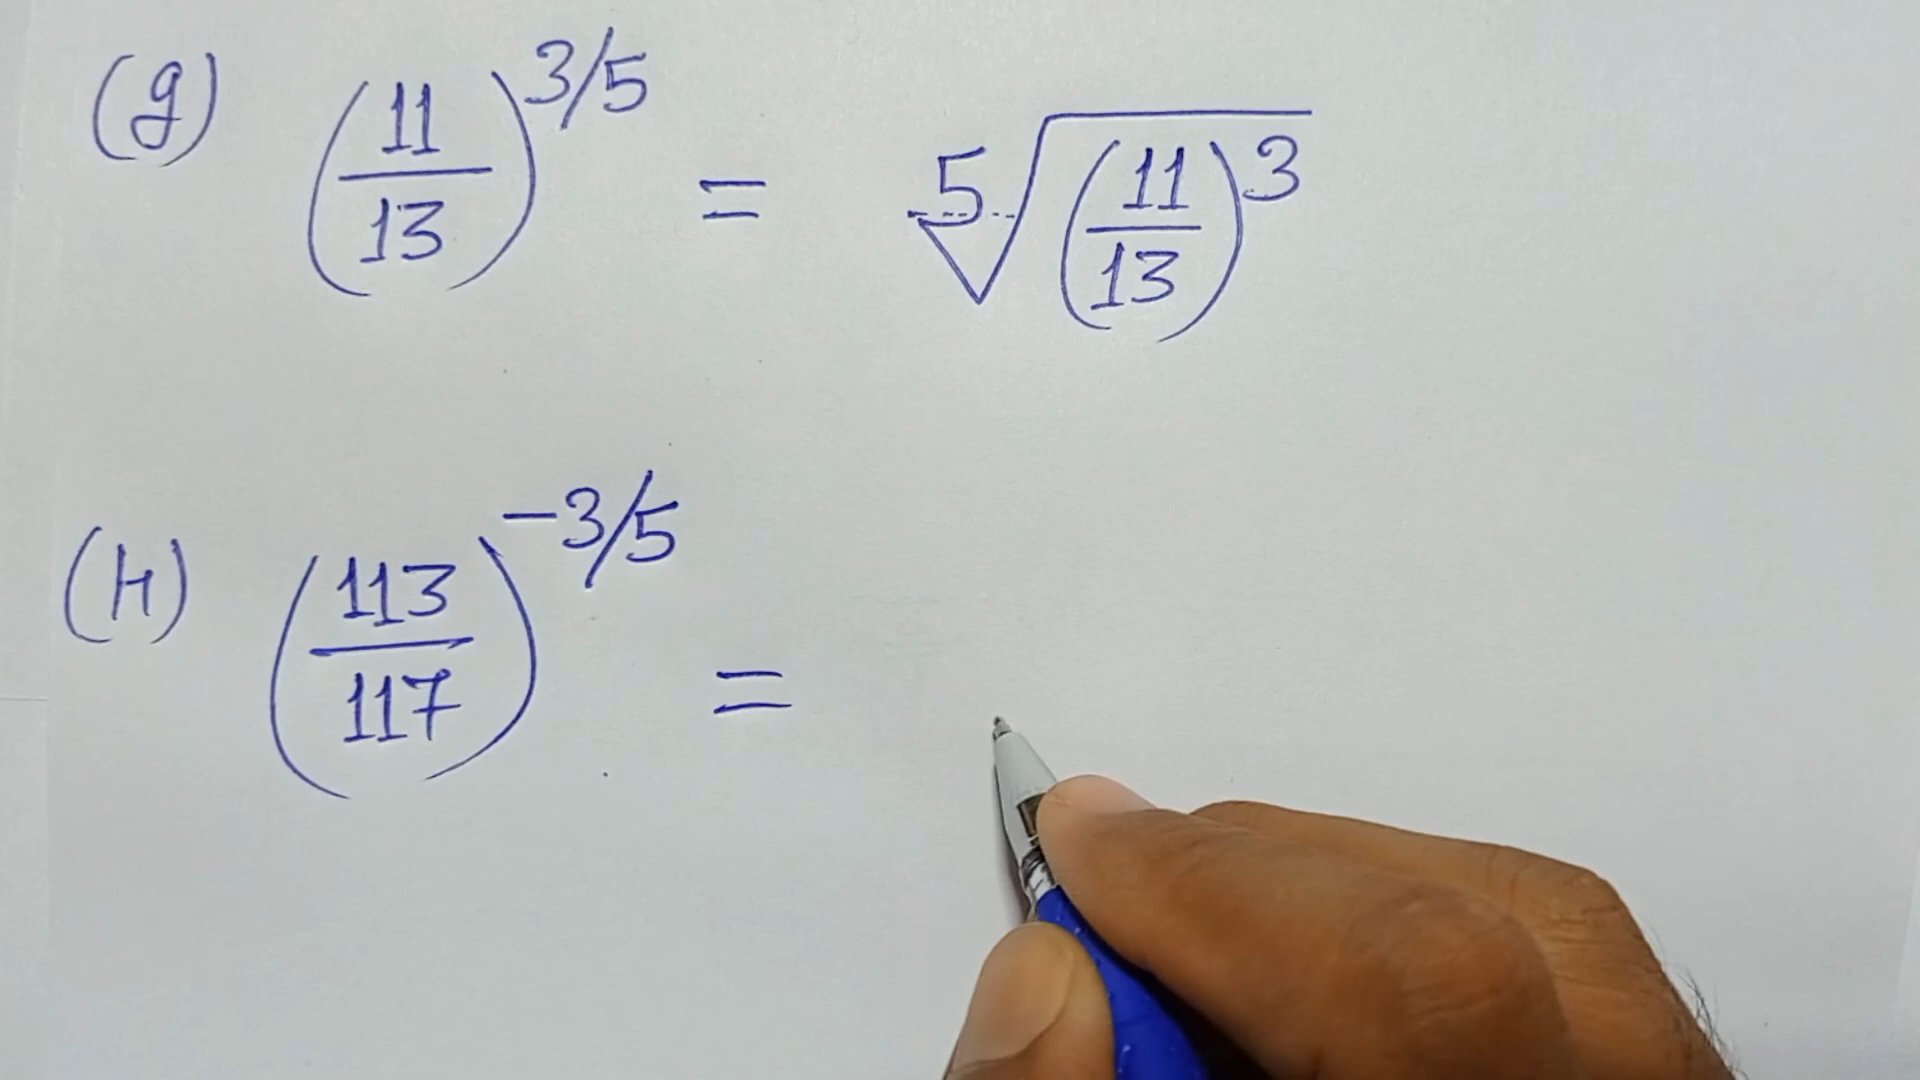 (g) (11/13)^3/5 = 5√(11/13)^3
(H) (113/117)^-3/5 =